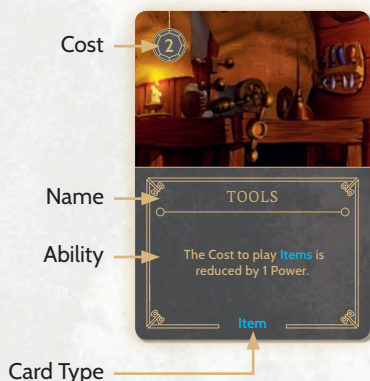 Cost
2
Name
TOOLS
Ability
The Cost to play Items is
reduced by 1 Power.
Item
Card Type